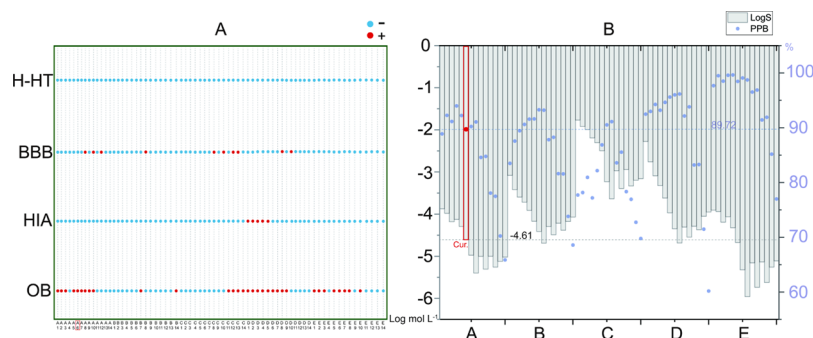 A
−
+
H-HT
BBB
HIA
OB
B
LogS
PPB
%
0
-1
-2
-3
-4
-5
-6
100
90
80
70
60
89.72
-4.61
Cur.
Log mol L⁻¹
A B C D E